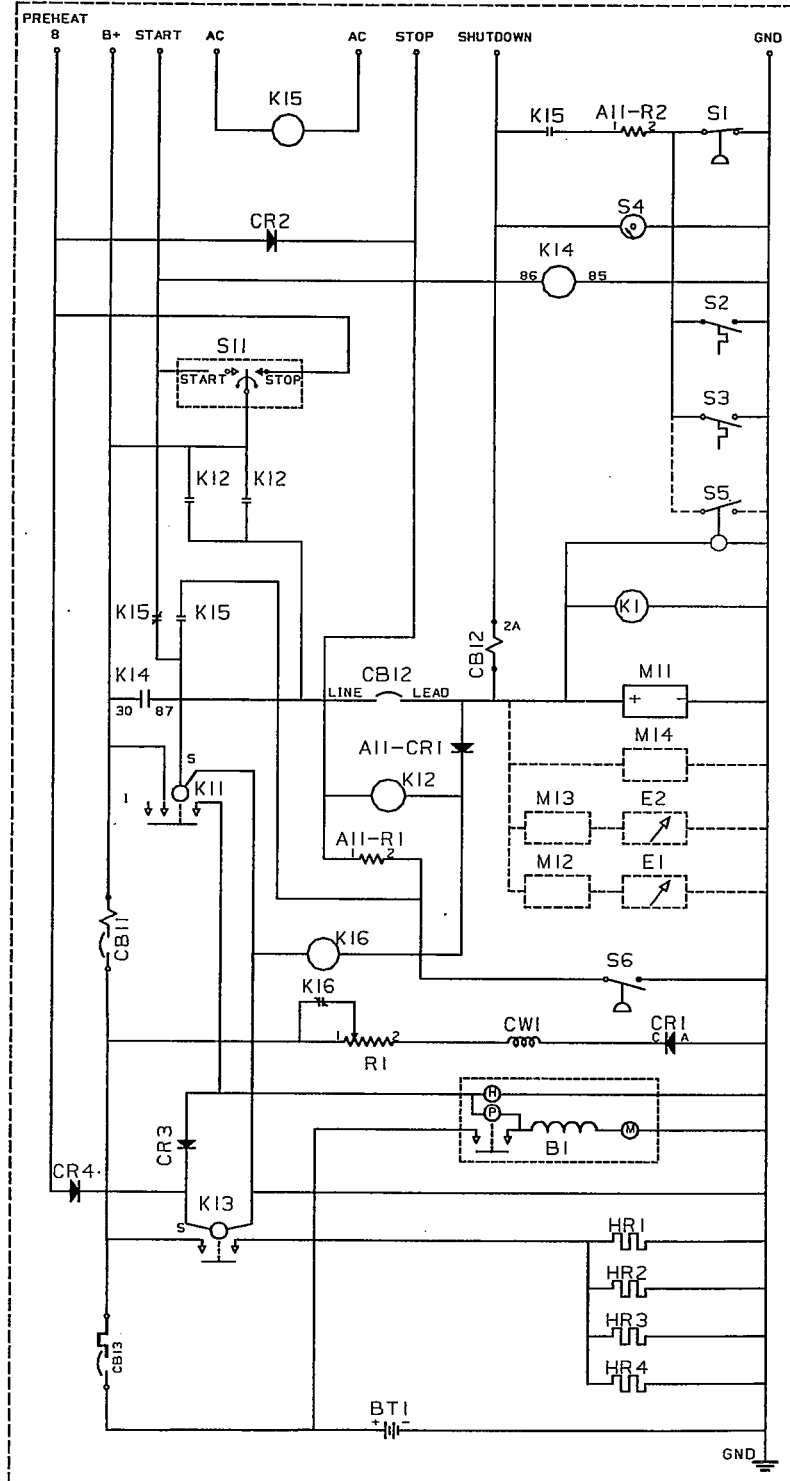 PREHEAT
8 B+ START AC AC STOP SHUTDOWN GND
K15
K15 A11-R2 S1
1 2
CR2
S4
K14
86 85
S2
S11
START STOP
S3
K12 K12
S5
K15 K15
K1
2A
CB12
K14
CB12
LINE LEAD
M11
+ -
30 87
M14
A11-CR1
S
K12
K11
1
M13 E2
A11-R1
1 2
M12 E1
CB11
K16
S6
K16
CW1 CR1
C A
1 2
R1
H
P
CR3
B1
M
CR4
K13
S
HR1
HR2
HR3
CB13
HR4
BT1
+ -
GND